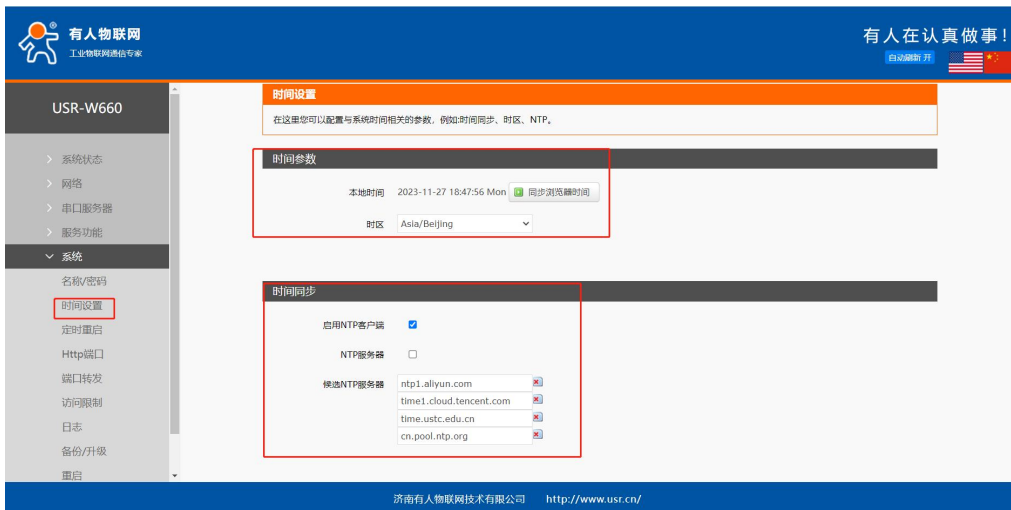 有人物联网
工业物联网通信专家
有人在认真做事!
自动刷新 开
USR-W660
系统状态
网络
串口服务器
服务功能
系统
名称/密码
时间设置
定时重启
Http端口
端口转发
访问限制
日志
备份/升级
重启
时间设置
在这里您可以配置与系统时间相关的参数，例如:时间同步、时区、NTP。
时间参数
本地时间 2023-11-27 18:47:56 Mon 同步浏览器时间
时区 Asia/Beijing
时间同步
启用NTP客户端
NTP服务器
候选NTP服务器 ntp1.aliyun.com
time1.cloud.tencent.com
time.ustc.edu.cn
cn.pool.ntp.org
济南有人物联网技术有限公司 http://www.usr.cn/